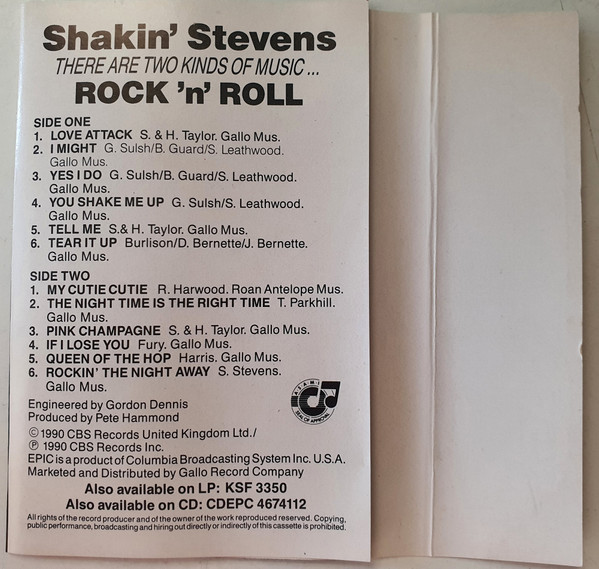 Shakin' Stevens
THERE ARE TWO KINDS OF MUSIC ...
ROCK 'n' ROLL
SIDE ONE
1. LOVE ATTACK S. & H. Taylor. Gallo Mus.
2. I MIGHT G. Sulsh/B. Guard/S. Leathwood.
Gallo Mus.
3. YES I DO G. Sulsh/B. Guard/S. Leathwood.
Gallo Mus.
4. YOU SHAKE ME UP G. Sulsh/S. Leathwood.
Gallo Mus.
5. TELL ME S.& H. Taylor. Gallo Mus.
6. TEAR IT UP Burlison/D. Bernette/J. Bernette.
Gallo Mus.
SIDE TWO
1. MY CUTIE CUTIE R. Harwood. Roan Antelope Mus.
2. THE NIGHT TIME IS THE RIGHT TIME T. Parkhill.
Gallo Mus.
3. PINK CHAMPAGNE S. & H. Taylor. Gallo Mus.
4. IF I LOSE YOU Fury. Gallo Mus.
5. QUEEN OF THE HOP Harris. Gallo Mus.
6. ROCKIN' THE NIGHT AWAY S. Stevens.
Gallo Mus.
A.S.A.M.I.
SEAL OF APPROVAL
Engineered by Gordon Dennis
Produced by Pete Hammond
© 1990 CBS Records United Kingdom Ltd./
℗ 1990 CBS Records Inc.
EPIC is a product of Columbia Broadcasting System Inc. U.S.A.
Marketed and Distributed by Gallo Record Company
Also available on LP: KSF 3350
Also available on CD: CDEPC 4674112
All rights of the record producer and of the owner of the work reproduced reserved. Copying,
public performance, broadcasting and hiring out directly or indirectly of this cassette is prohibited.